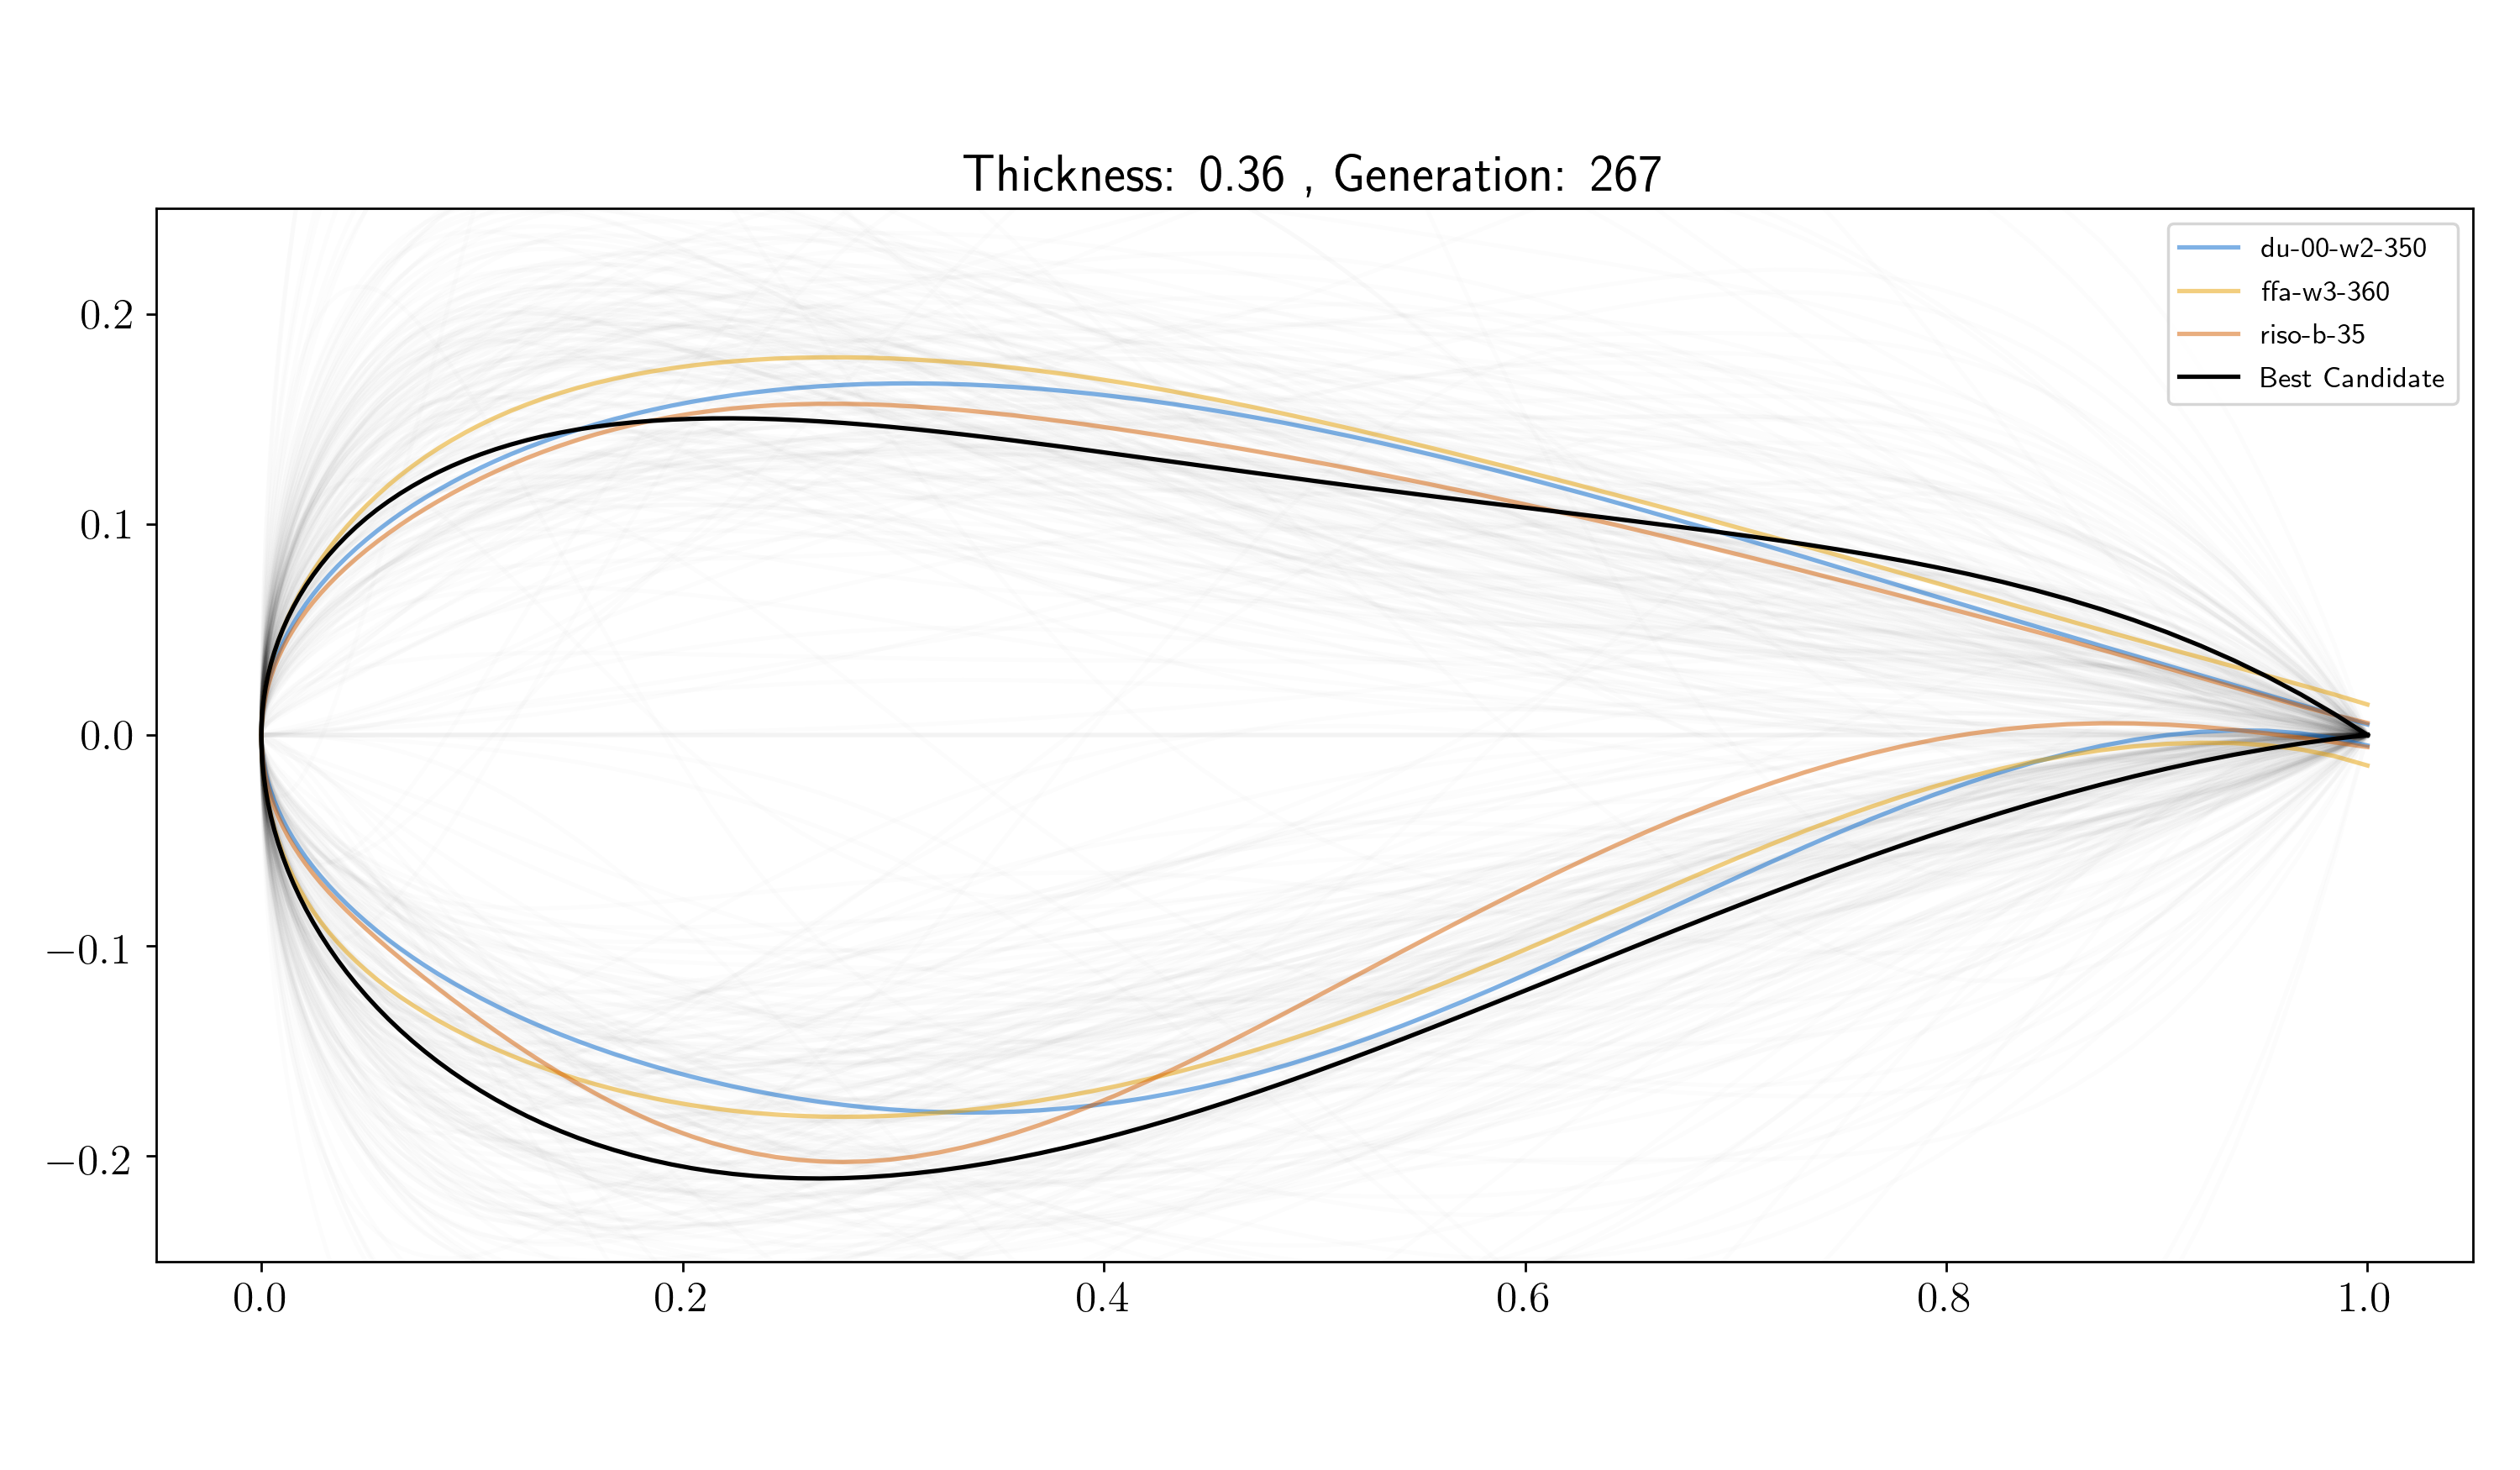 Thickness: 0.36 , Generation: 267
du-00-w2-350
ffa-w3-360
riso-b-35
Best Candidate
0.2
0.1
0.0
−0.1
−0.2
0.0 0.2 0.4 0.6 0.8 1.0